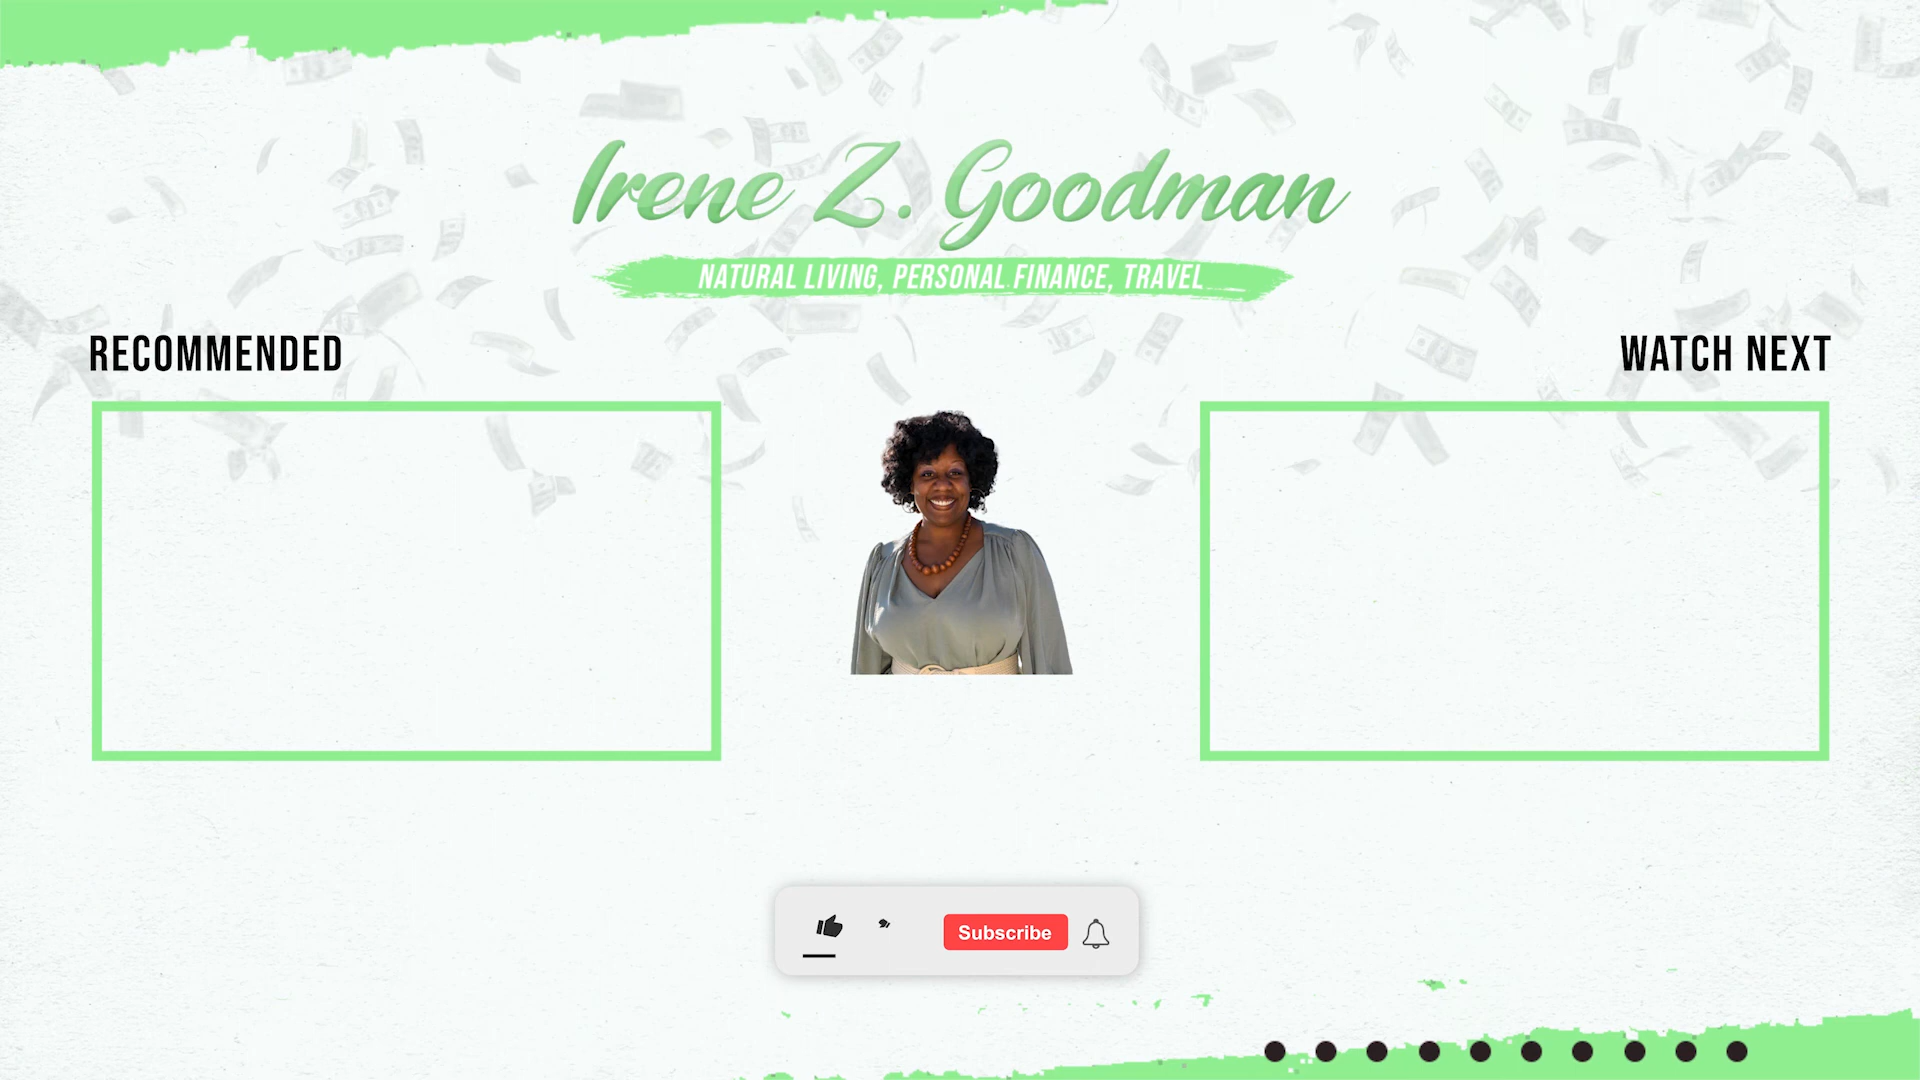 Irene Z. Goodman
NATURAL LIVING, PERSONAL FINANCE, TRAVEL
RECOMMENDED
WATCH NEXT
Subscribe